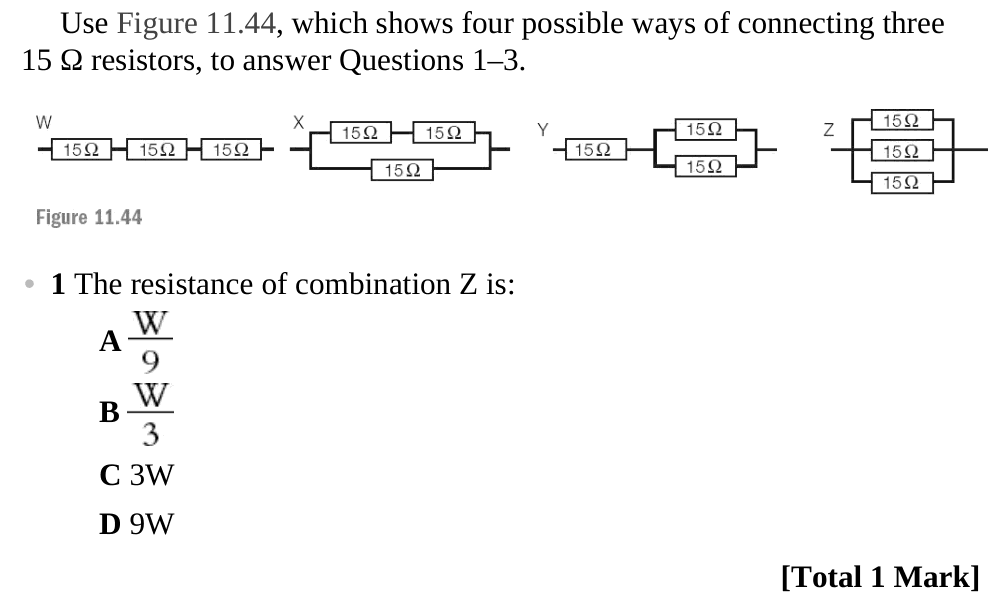 Use Figure 11.44, which shows four possible ways of connecting three
15 Ω resistors, to answer Questions 1–3.
W
15Ω 15Ω 15Ω
X
15Ω 15Ω
15Ω
Y
15Ω
15Ω
15Ω
Z
15Ω
15Ω
15Ω
Figure 11.44
• 1 The resistance of combination Z is:
A W/9
B W/3
C 3W
D 9W
[Total 1 Mark]